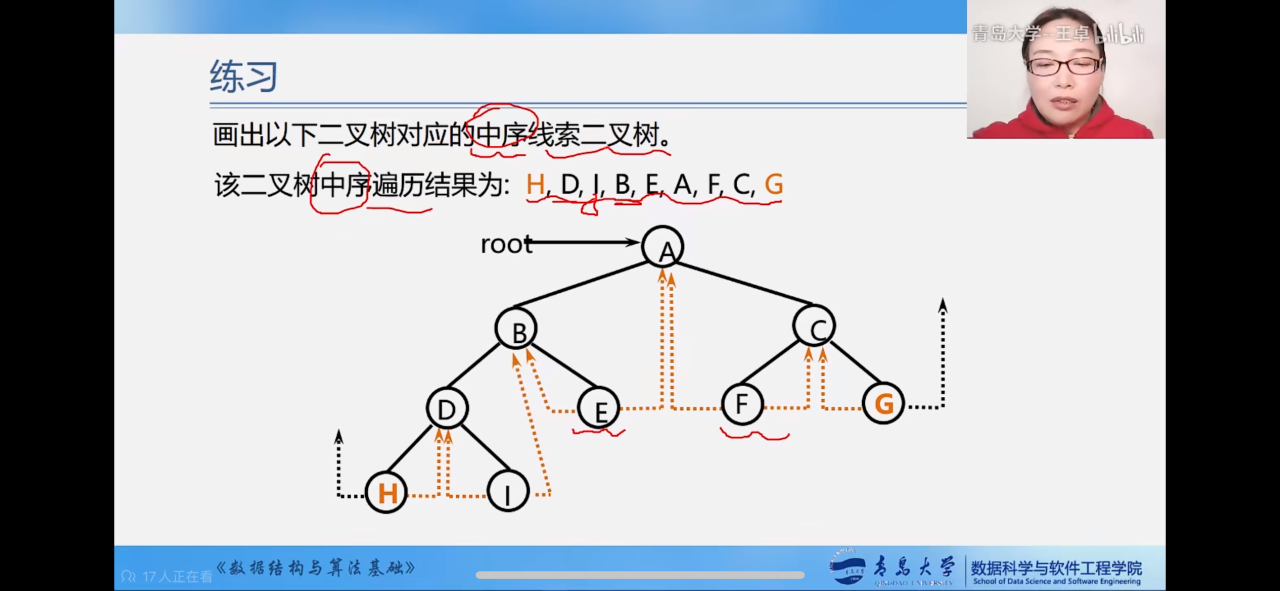 青岛大学-王卓 bilibili
练习
画出以下二叉树对应的中序线索二叉树。
该二叉树中序遍历结果为: H, D, I, B, E, A, F, C, G
root
A
B
C
D
E
F
G
H
I
17人正在看
《数据结构与算法基础》
青岛大学
QINGDAO UNIVERSITY
数据科学与软件工程学院
School of Data Science and Software Engineering